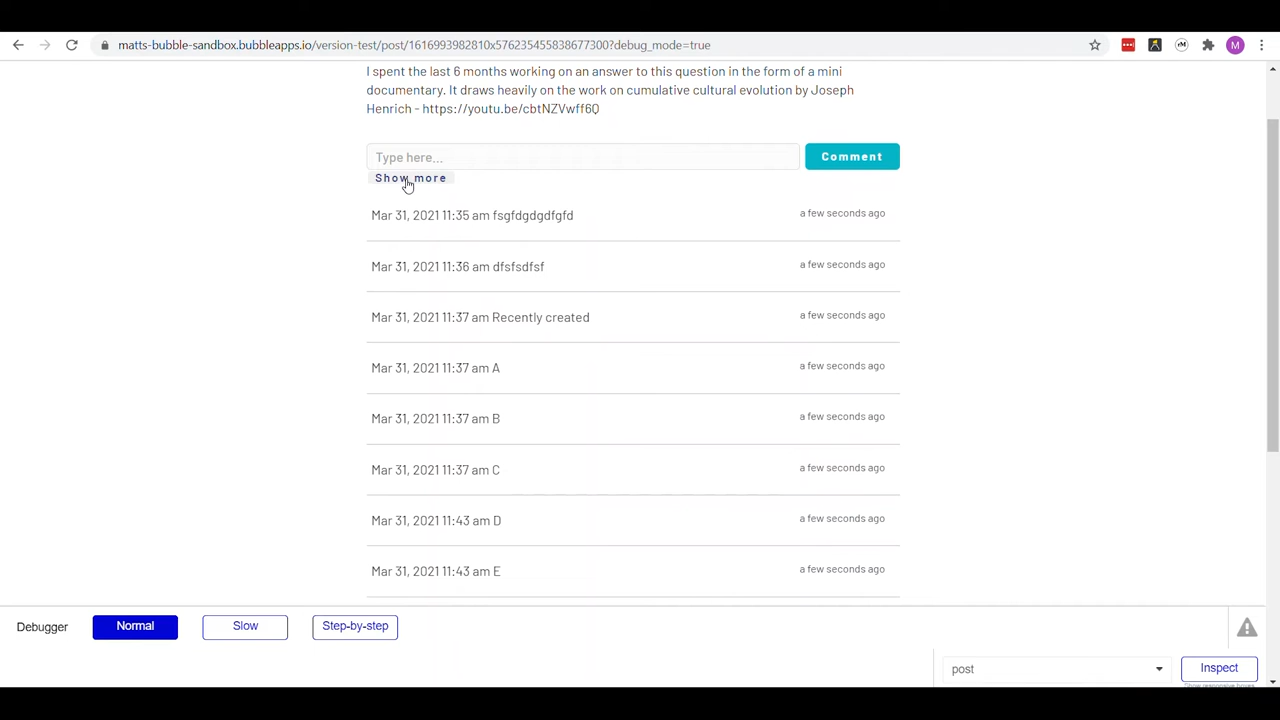 matts-bubble-sandbox.bubbleapps.io/version-test/post/1616993982810x576235455838677300?debug_mode=true
M
I spent the last 6 months working on an answer to this question in the form of a mini
documentary. It draws heavily on the work on cumulative cultural evolution by Joseph
Henrich - https://youtu.be/cbtNZVwff6Q
Type here...
Comment
Show more
Mar 31, 2021 11:35 am fsgfdgdgdfgfd
a few seconds ago
Mar 31, 2021 11:36 am dfsfsdfsf
a few seconds ago
Mar 31, 2021 11:37 am Recently created
a few seconds ago
Mar 31, 2021 11:37 am A
a few seconds ago
Mar 31, 2021 11:37 am B
a few seconds ago
Mar 31, 2021 11:37 am C
a few seconds ago
Mar 31, 2021 11:43 am D
a few seconds ago
Mar 31, 2021 11:43 am E
a few seconds ago
Debugger
Normal
Slow
Step-by-step
post
Inspect
Show responsive boxes